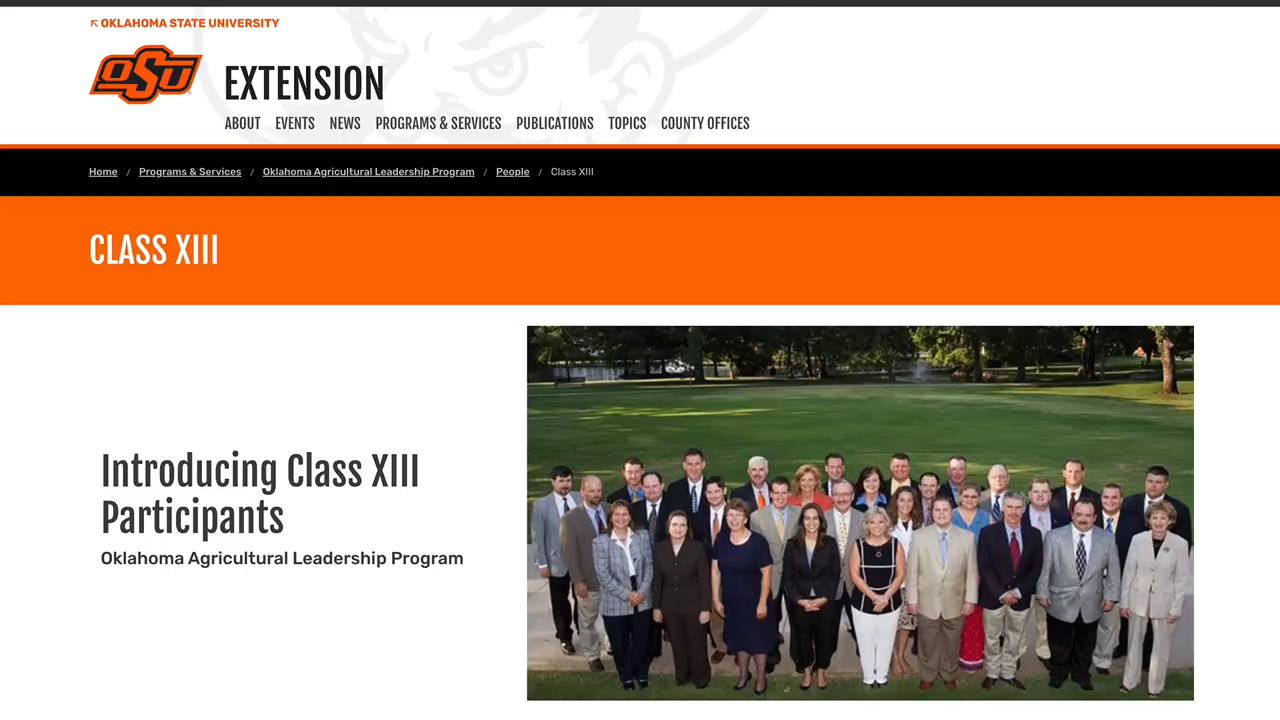 OKLAHOMA STATE UNIVERSITY
OSU
EXTENSION
ABOUT EVENTS NEWS PROGRAMS & SERVICES PUBLICATIONS TOPICS COUNTY OFFICES
Home / Programs & Services / Oklahoma Agricultural Leadership Program / People / Class XIII
CLASS XIII
Introducing Class XIII
Participants
Oklahoma Agricultural Leadership Program